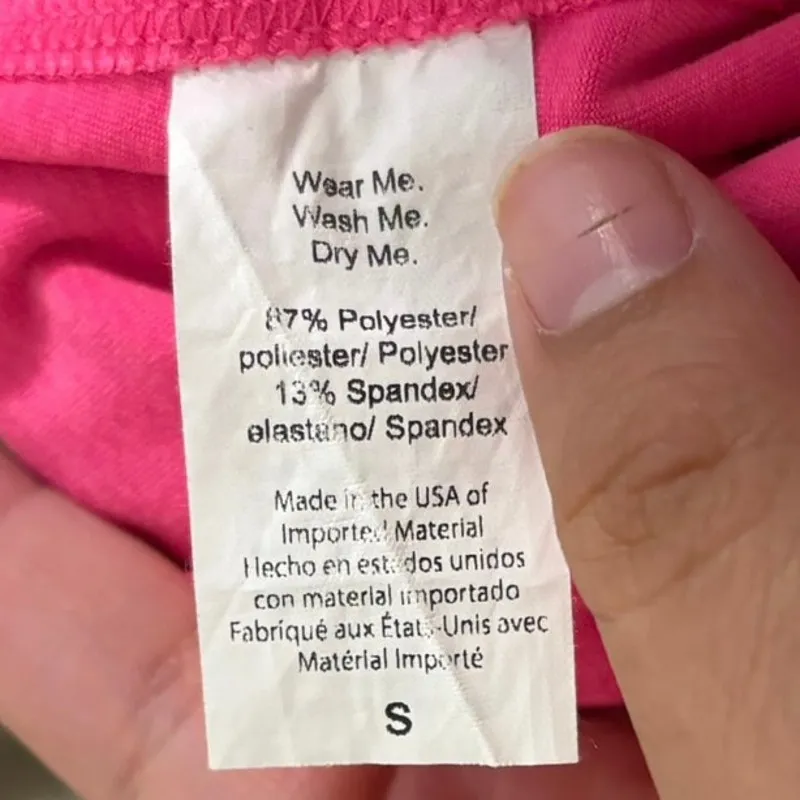 Wear Me.
Wash Me.
Dry Me.
87% Polyester/
poliester/ Polyester
13% Spandex/
elastano/ Spandex
Made in the USA of
Imported Material
Hecho en estados unidos
con material importado
Fabriqué aux États-Unis avec
Matérial Importé
S